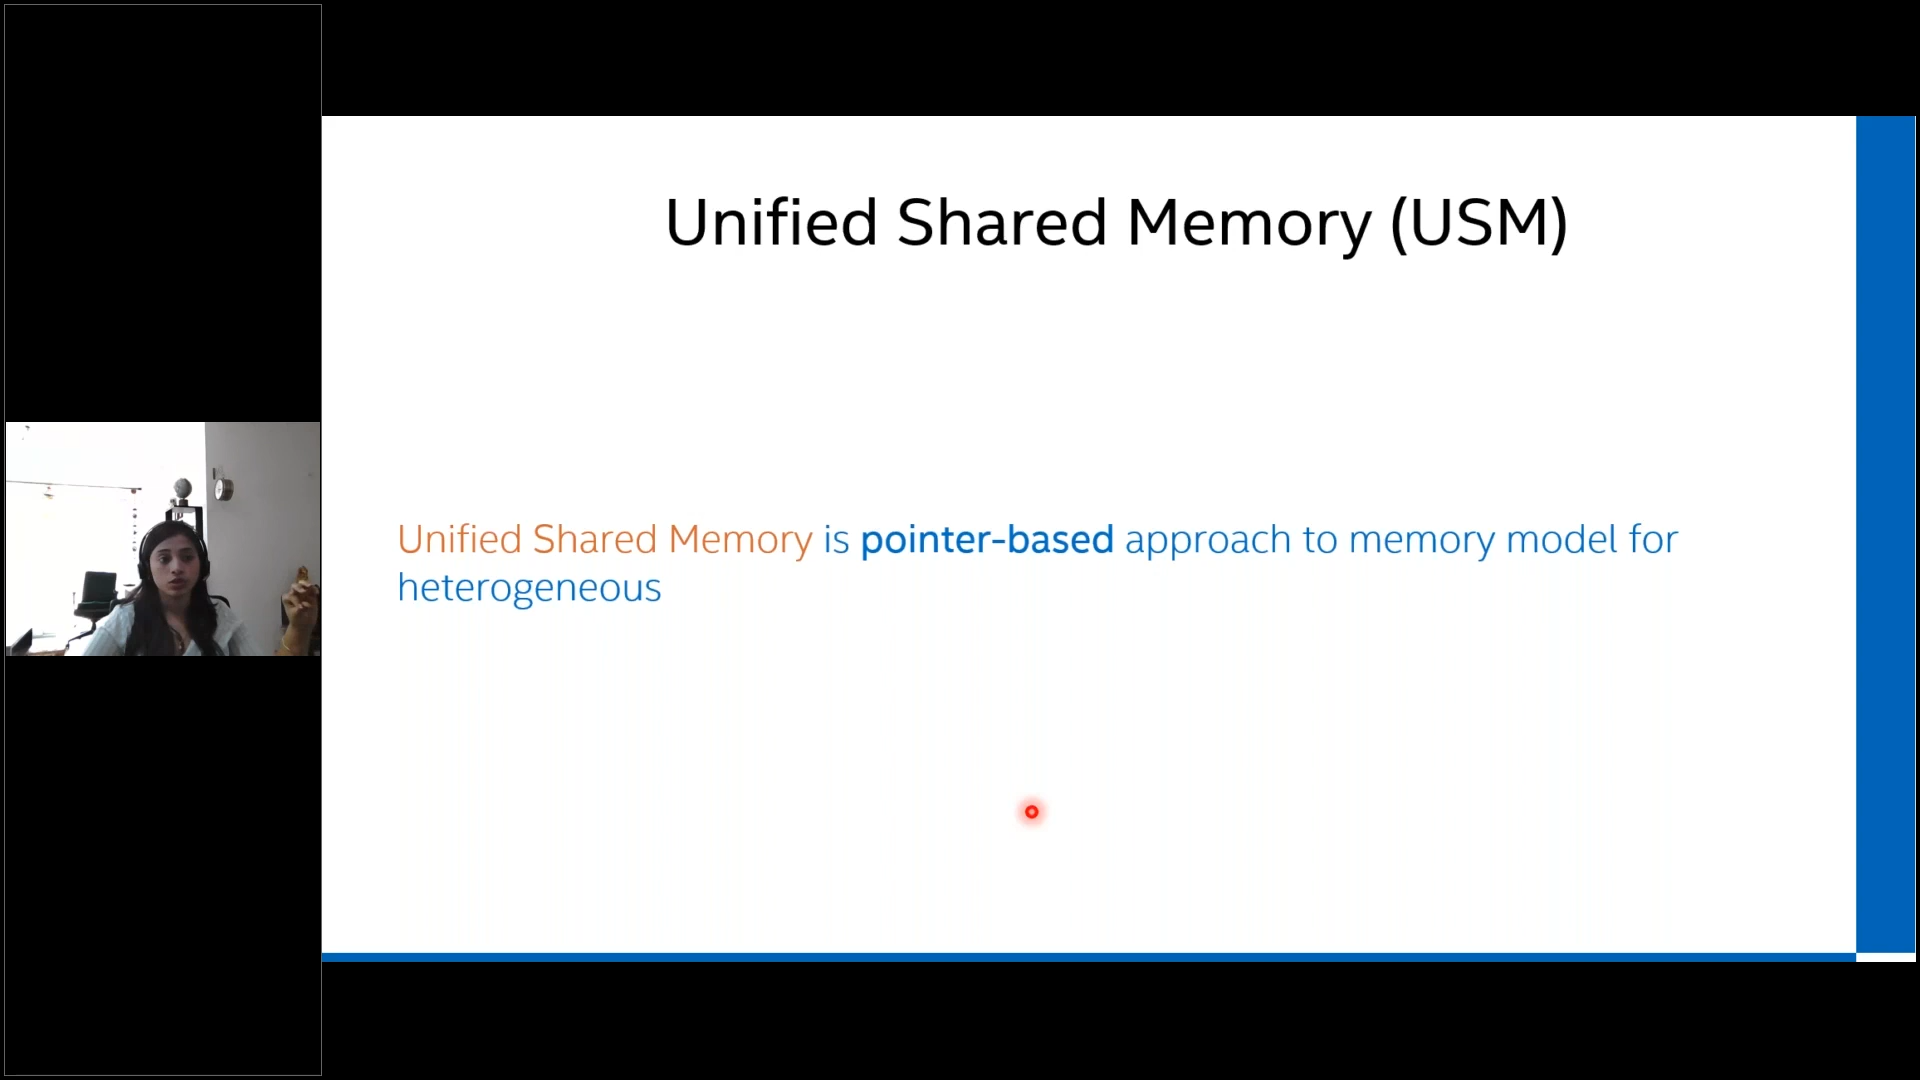 Unified Shared Memory (USM)
Unified Shared Memory is pointer-based approach to memory model for
heterogeneous